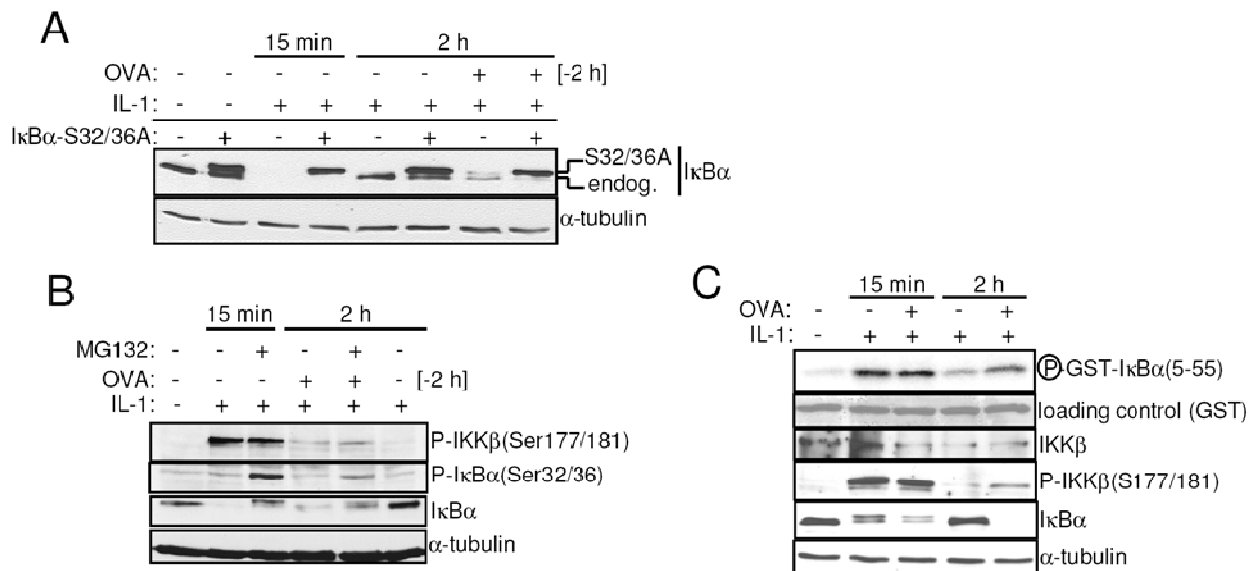 A
15 min 2 h
OVA: - - - - + + [-2 h]
IL-1: - - + + + + + +
IκBα-S32/36A: - + - + - + - +
S32/36A
endog.
IκBα
α-tubulin
B
15 min 2 h
MG132: - - + - + -
OVA: - - - + + - [-2 h]
IL-1: - + + + + +
P-IKKβ(Ser177/181)
P-IκBα(Ser32/36)
IκBα
α-tubulin
C
15 min 2 h
OVA: - - + - +
IL-1: - + + + +
Ⓟ-GST-IκBα(5-55)
loading control (GST)
IKKβ
P-IKKβ(S177/181)
IκBα
α-tubulin